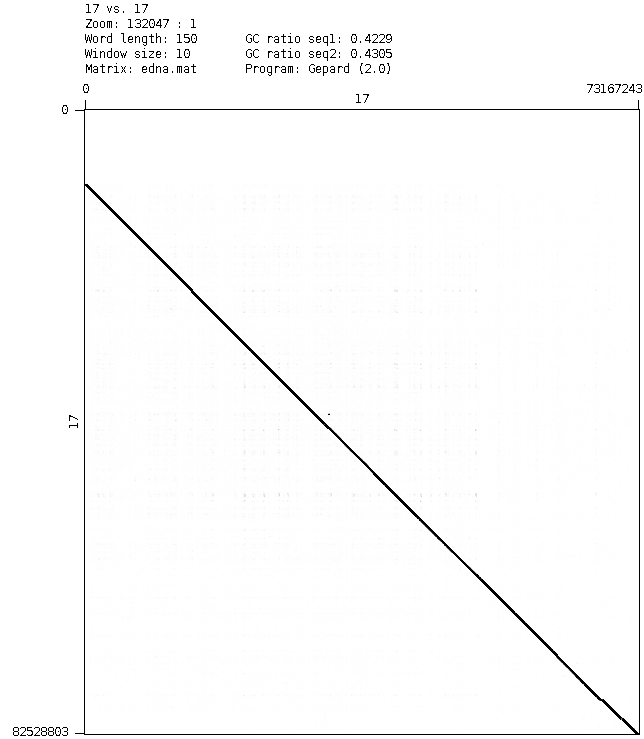 17 vs. 17
Zoom: 132047 : 1
Word length: 150 GC ratio seq1: 0.4229
Window size: 10 GC ratio seq2: 0.4305
Matrix: edna.mat Program: Gepard (2.0)
0 73167243
17
0
17
82528803